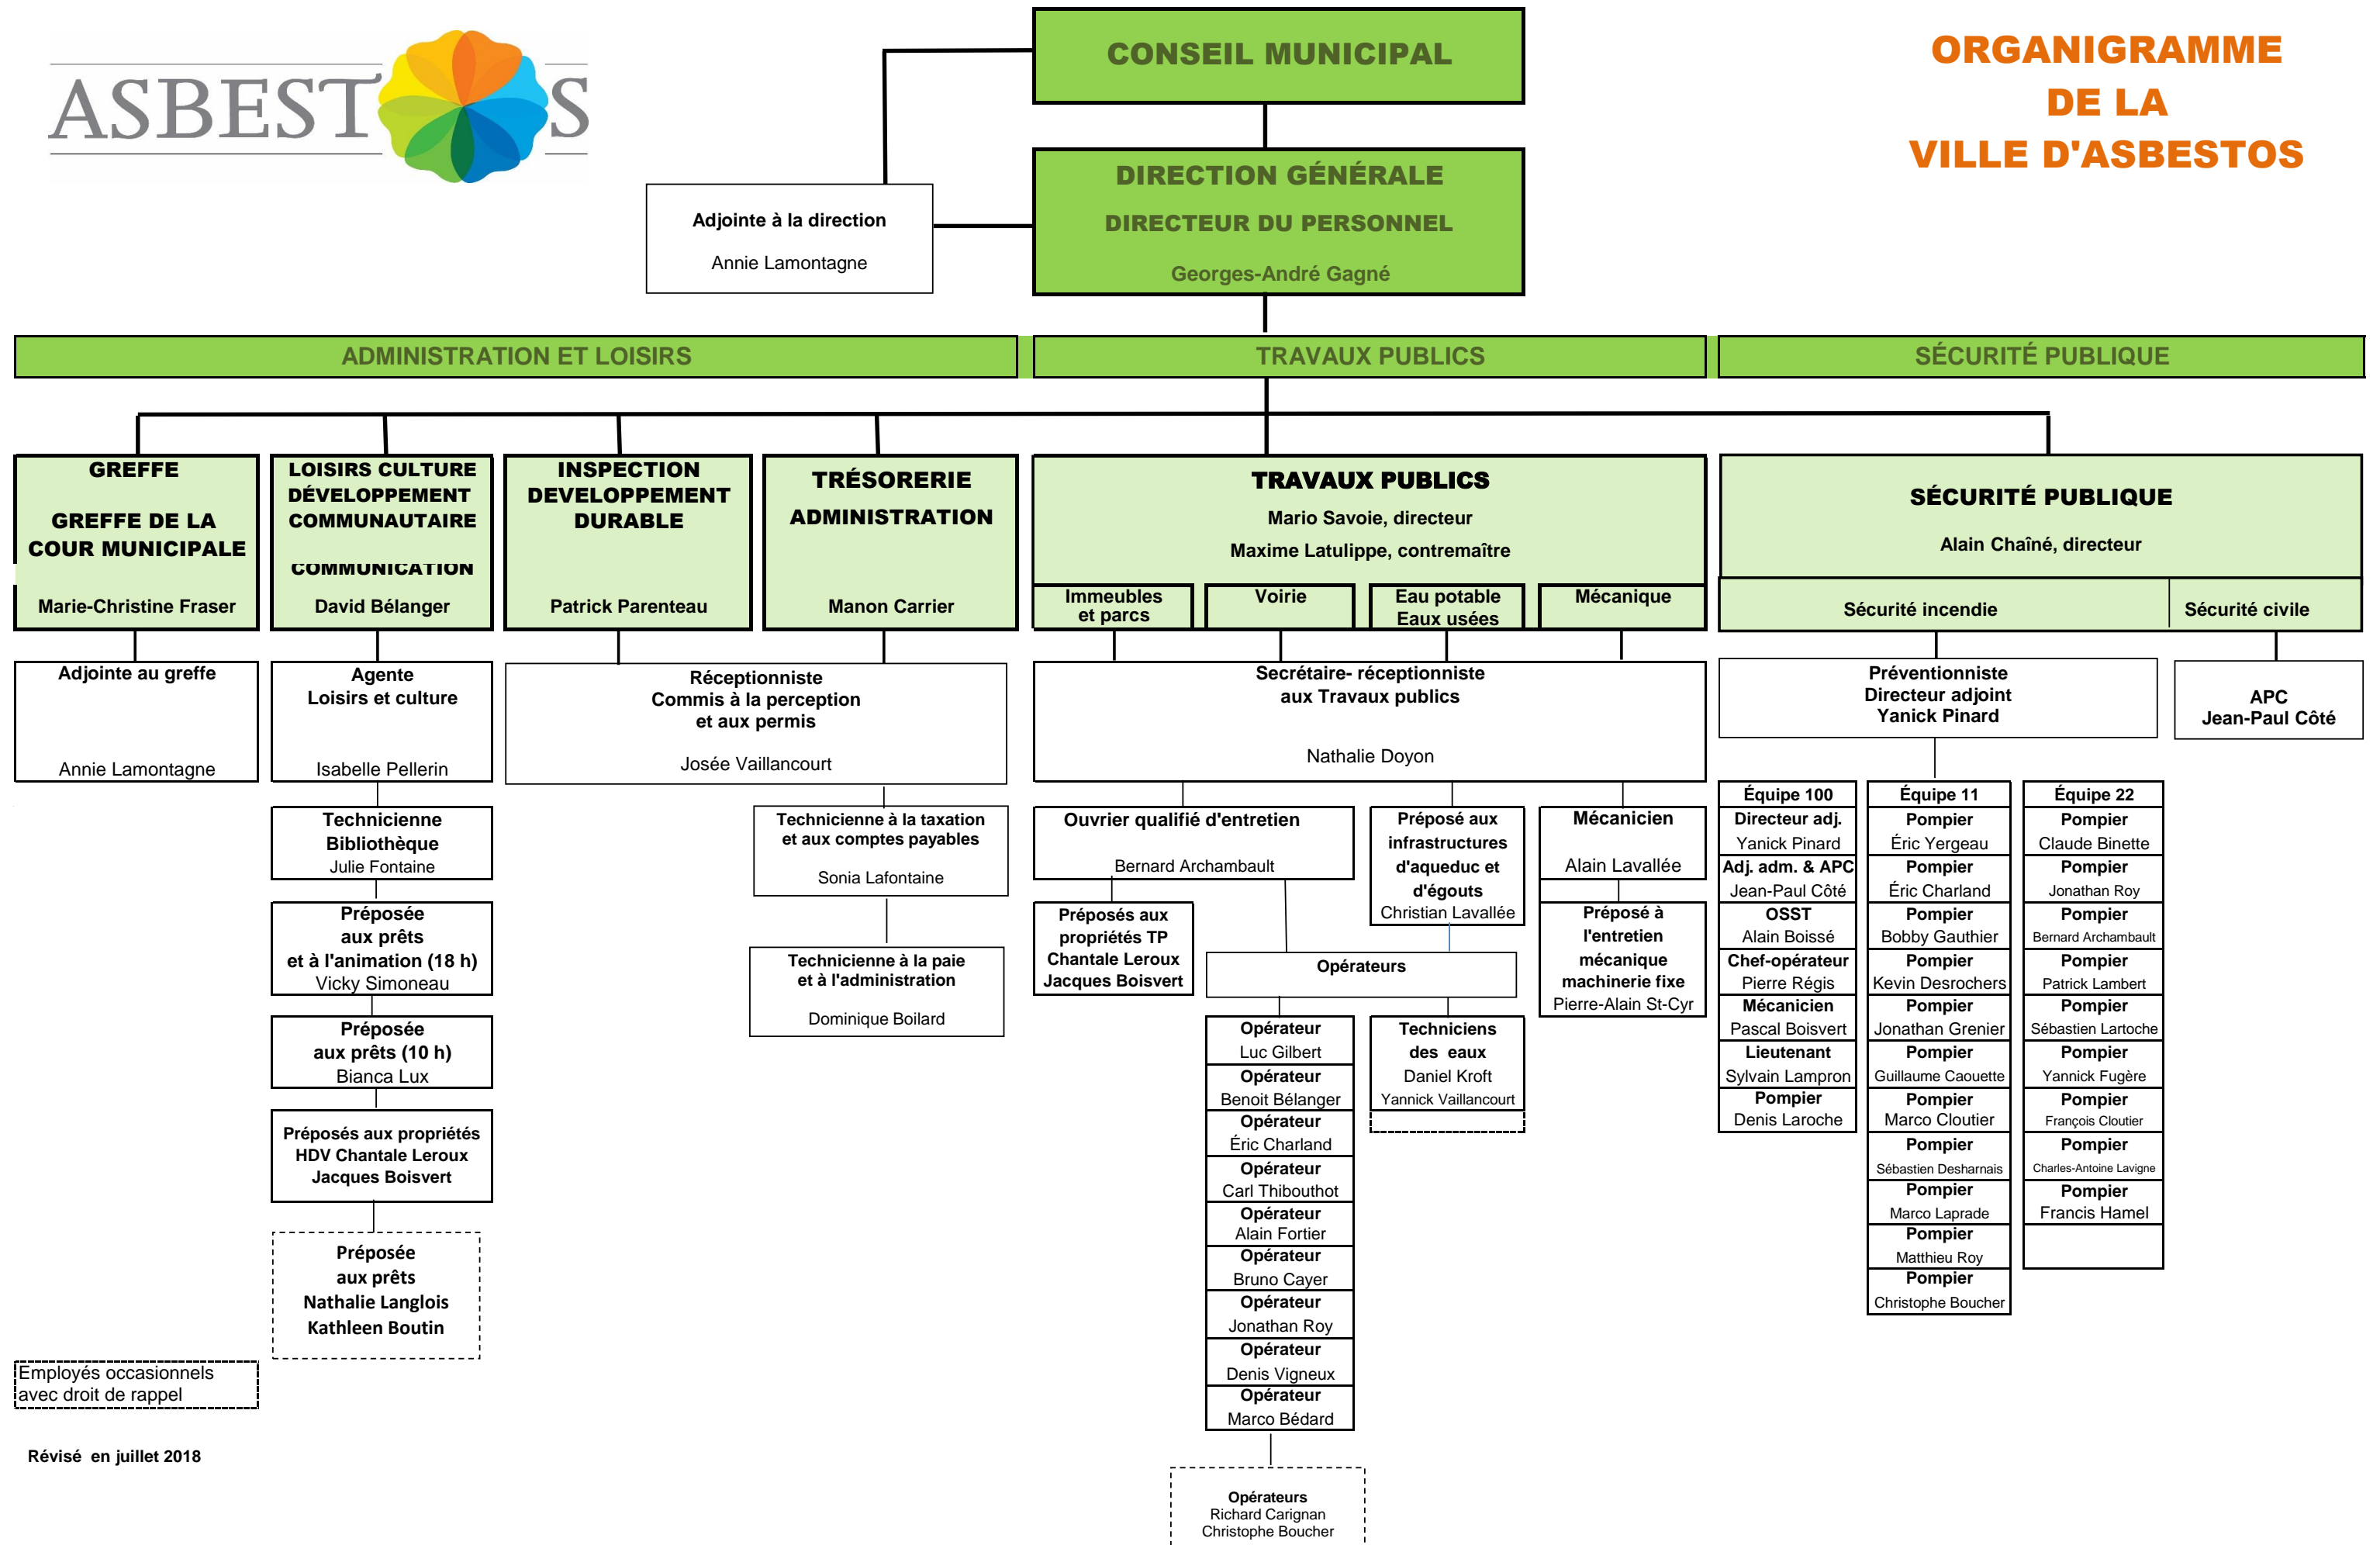 ASBESTOS
CONSEIL MUNICIPAL
ORGANIGRAMME
DE LA
VILLE D'ASBESTOS
DIRECTION GÉNÉRALE
DIRECTEUR DU PERSONNEL
Georges-André Gagné
Adjointe à la direction
Annie Lamontagne
ADMINISTRATION ET LOISIRS
TRAVAUX PUBLICS
SÉCURITÉ PUBLIQUE
GREFFE
GREFFE DE LA
COUR MUNICIPALE
Marie-Christine Fraser
LOISIRS CULTURE
DÉVELOPPEMENT
COMMUNAUTAIRE
COMMUNICATION
David Bélanger
INSPECTION
DEVELOPPEMENT
DURABLE
Patrick Parenteau
TRÉSORERIE
ADMINISTRATION
Manon Carrier
TRAVAUX PUBLICS
Mario Savoie, directeur
Maxime Latulippe, contremaître
Immeubles
et parcs
Voirie
Eau potable
Eaux usées
Mécanique
SÉCURITÉ PUBLIQUE
Alain Chaîné, directeur
Sécurité incendie
Sécurité civile
Adjointe au greffe
Annie Lamontagne
Agente
Loisirs et culture
Isabelle Pellerin
Réceptionniste
Commis à la perception
et aux permis
Josée Vaillancourt
Secrétaire- réceptionniste
aux Travaux publics
Nathalie Doyon
Préventionniste
Directeur adjoint
Yanick Pinard
APC
Jean-Paul Côté
Technicienne
Bibliothèque
Julie Fontaine
Préposée
aux prêts
et à l'animation (18 h)
Vicky Simoneau
Préposée
aux prêts (10 h)
Bianca Lux
Préposés aux propriétés
HDV Chantale Leroux
Jacques Boisvert
Préposée
aux prêts
Nathalie Langlois
Kathleen Boutin
Technicienne à la taxation
et aux comptes payables
Sonia Lafontaine
Technicienne à la paie
et à l'administration
Dominique Boilard
Ouvrier qualifié d'entretien
Bernard Archambault
Préposés aux
propriétés TP
Chantale Leroux
Jacques Boisvert
Préposé aux
infrastructures
d'aqueduc et
d'égouts
Christian Lavallée
Mécanicien
Alain Lavallée
Préposé à
l'entretien
mécanique
machinerie fixe
Pierre-Alain St-Cyr
Opérateurs
Opérateur
Luc Gilbert
Opérateur
Benoit Bélanger
Opérateur
Éric Charland
Opérateur
Carl Thibouthot
Opérateur
Alain Fortier
Opérateur
Bruno Cayer
Opérateur
Jonathan Roy
Opérateur
Denis Vigneux
Opérateur
Marco Bédard
Opérateurs
Richard Carignan
Christophe Boucher
Techniciens
des  eaux
Daniel Kroft
Yannick Vaillancourt
Équipe 100
Directeur adj.
Yanick Pinard
Adj. adm. & APC
Jean-Paul Côté
OSST
Alain Boissé
Chef-opérateur
Pierre Régis
Mécanicien
Pascal Boisvert
Lieutenant
Sylvain Lampron
Pompier
Denis Laroche
Équipe 11
Pompier
Éric Yergeau
Pompier
Éric Charland
Pompier
Bobby Gauthier
Pompier
Kevin Desrochers
Pompier
Jonathan Grenier
Pompier
Guillaume Caouette
Pompier
Marco Cloutier
Pompier
Sébastien Desharnais
Pompier
Marco Laprade
Pompier
Matthieu Roy
Pompier
Christophe Boucher
Équipe 22
Pompier
Claude Binette
Pompier
Jonathan Roy
Pompier
Bernard Archambault
Pompier
Patrick Lambert
Pompier
Sébastien Lartoche
Pompier
Yannick Fugère
Pompier
François Cloutier
Pompier
Charles-Antoine Lavigne
Pompier
Francis Hamel
Employés occasionnels
avec droit de rappel
Révisé  en juillet 2018